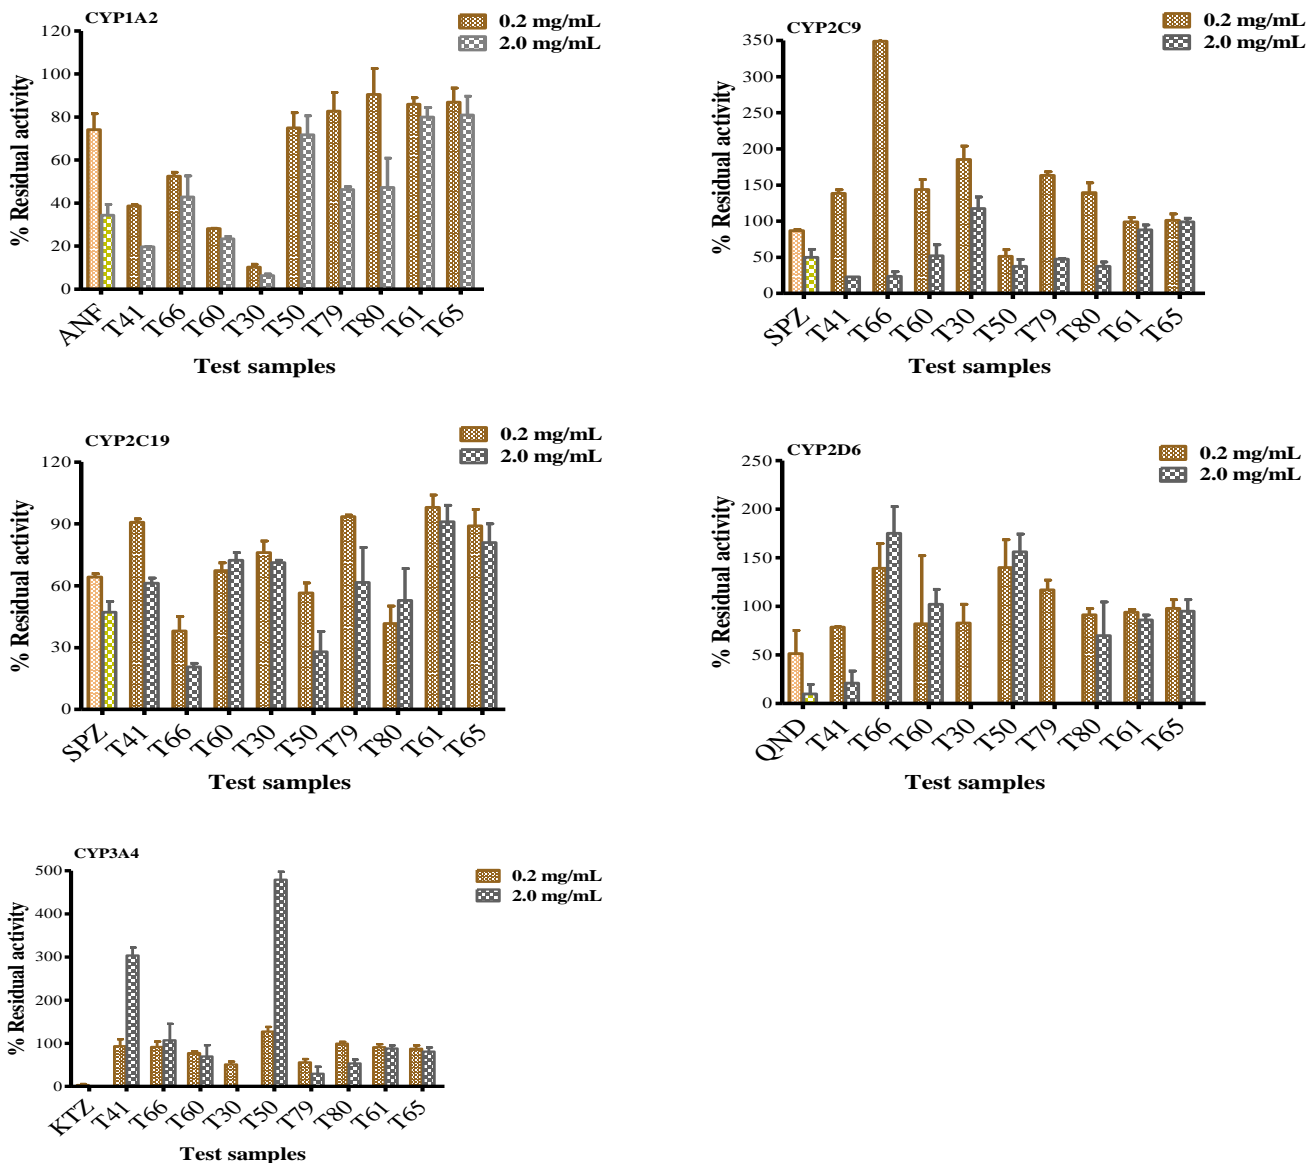 CYP1A2
0.2 mg/mL
2.0 mg/mL
% Residual activity
120
100
80
60
40
20
0
ANF T41 T66 T60 T30 T50 T79 T80 T61 T65
Test samples
CYP2C9
0.2 mg/mL
2.0 mg/mL
% Residual activity
350
300
250
200
150
100
50
0
SPZ T41 T66 T60 T30 T50 T79 T80 T61 T65
Test samples
CYP2C19
0.2 mg/mL
2.0 mg/mL
% Residual activity
120
90
60
30
0
SPZ T41 T66 T60 T30 T50 T79 T80 T61 T65
Test samples
CYP2D6
0.2 mg/mL
2.0 mg/mL
% Residual activity
250
200
150
100
50
0
QND T41 T66 T60 T30 T50 T79 T80 T61 T65
Test samples
CYP3A4
0.2 mg/mL
2.0 mg/mL
% Residual activity
500
400
300
200
100
0
KTZ T41 T66 T60 T30 T50 T79 T80 T61 T65
Test samples